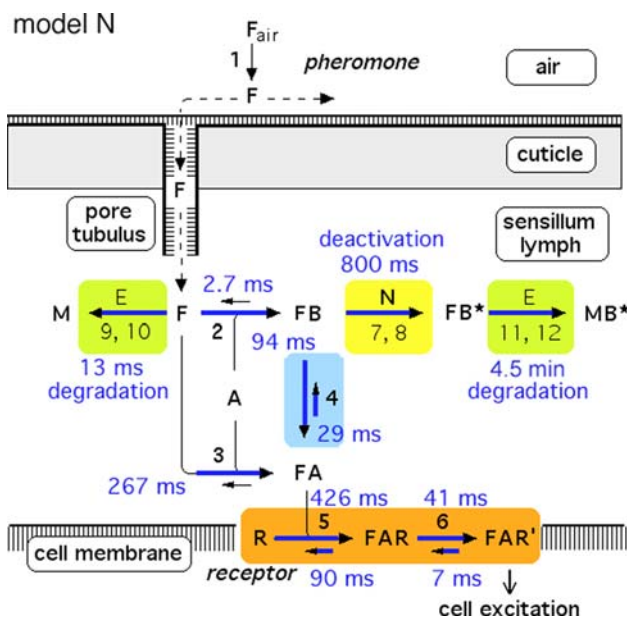 model N
F air
1
pheromone
air
F
cuticle
F
pore
tubulus
sensillum
lymph
deactivation
800 ms
2.7 ms
M
E
9, 10
F
2
FB
N
7, 8
FB*
E
11, 12
MB*
13 ms
degradation
94 ms
4.5 min
degradation
A
4
29 ms
3
FA
267 ms
426 ms
41 ms
R
5
FAR
6
FAR'
cell membrane
receptor
90 ms
7 ms
cell excitation